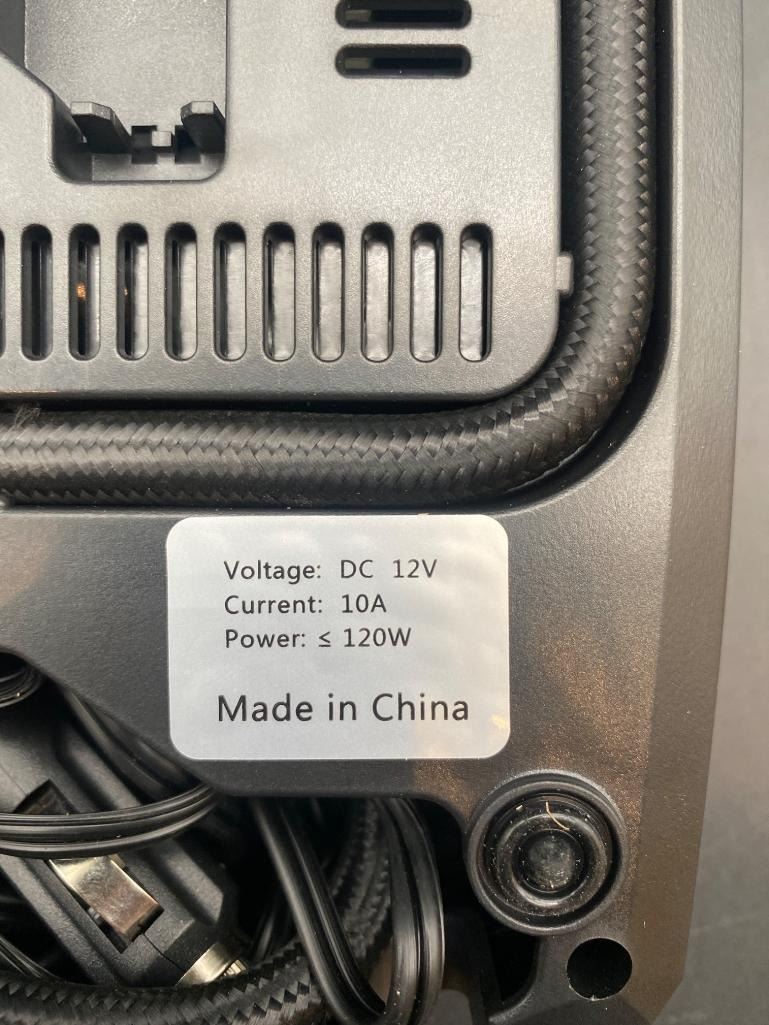 Voltage: DC 12V
Current: 10A
Power: ≤ 120W
Made in China